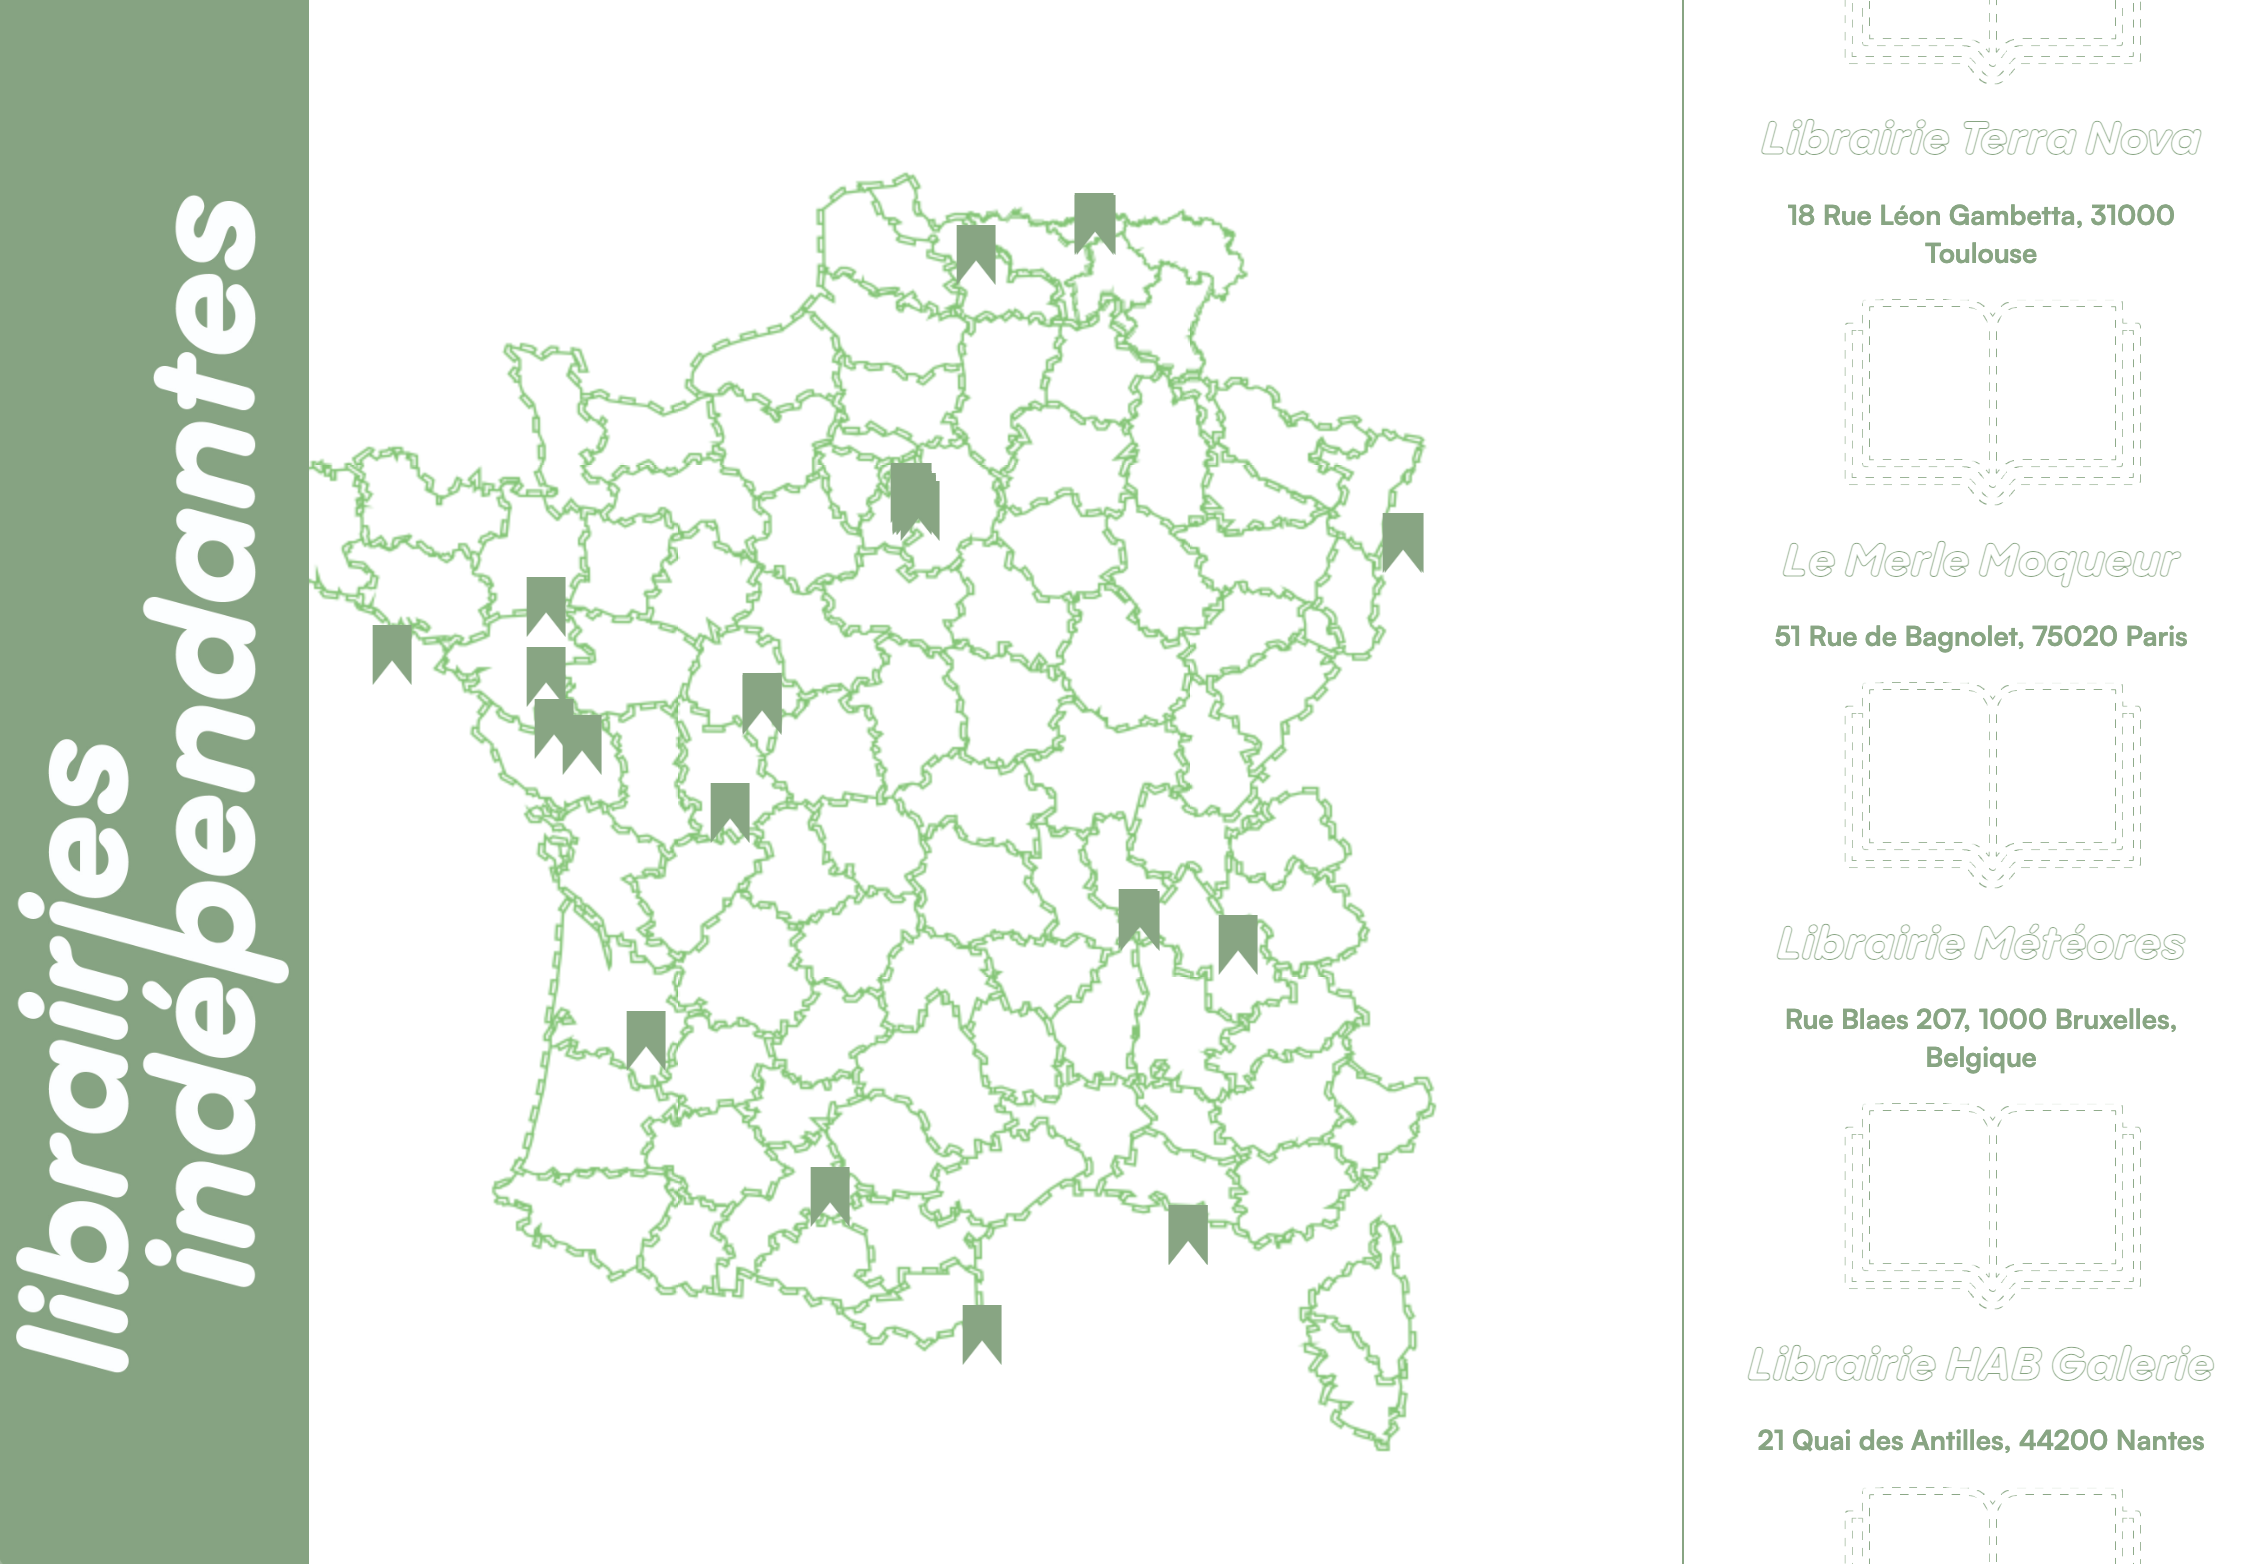 librairies
indépendantes
Librairie Terra Nova
18 Rue Léon Gambetta, 31000
Toulouse
Le Merle Moqueur
51 Rue de Bagnolet, 75020 Paris
Librairie Météores
Rue Blaes 207, 1000 Bruxelles,
Belgique
Librairie HAB Galerie
21 Quai des Antilles, 44200 Nantes